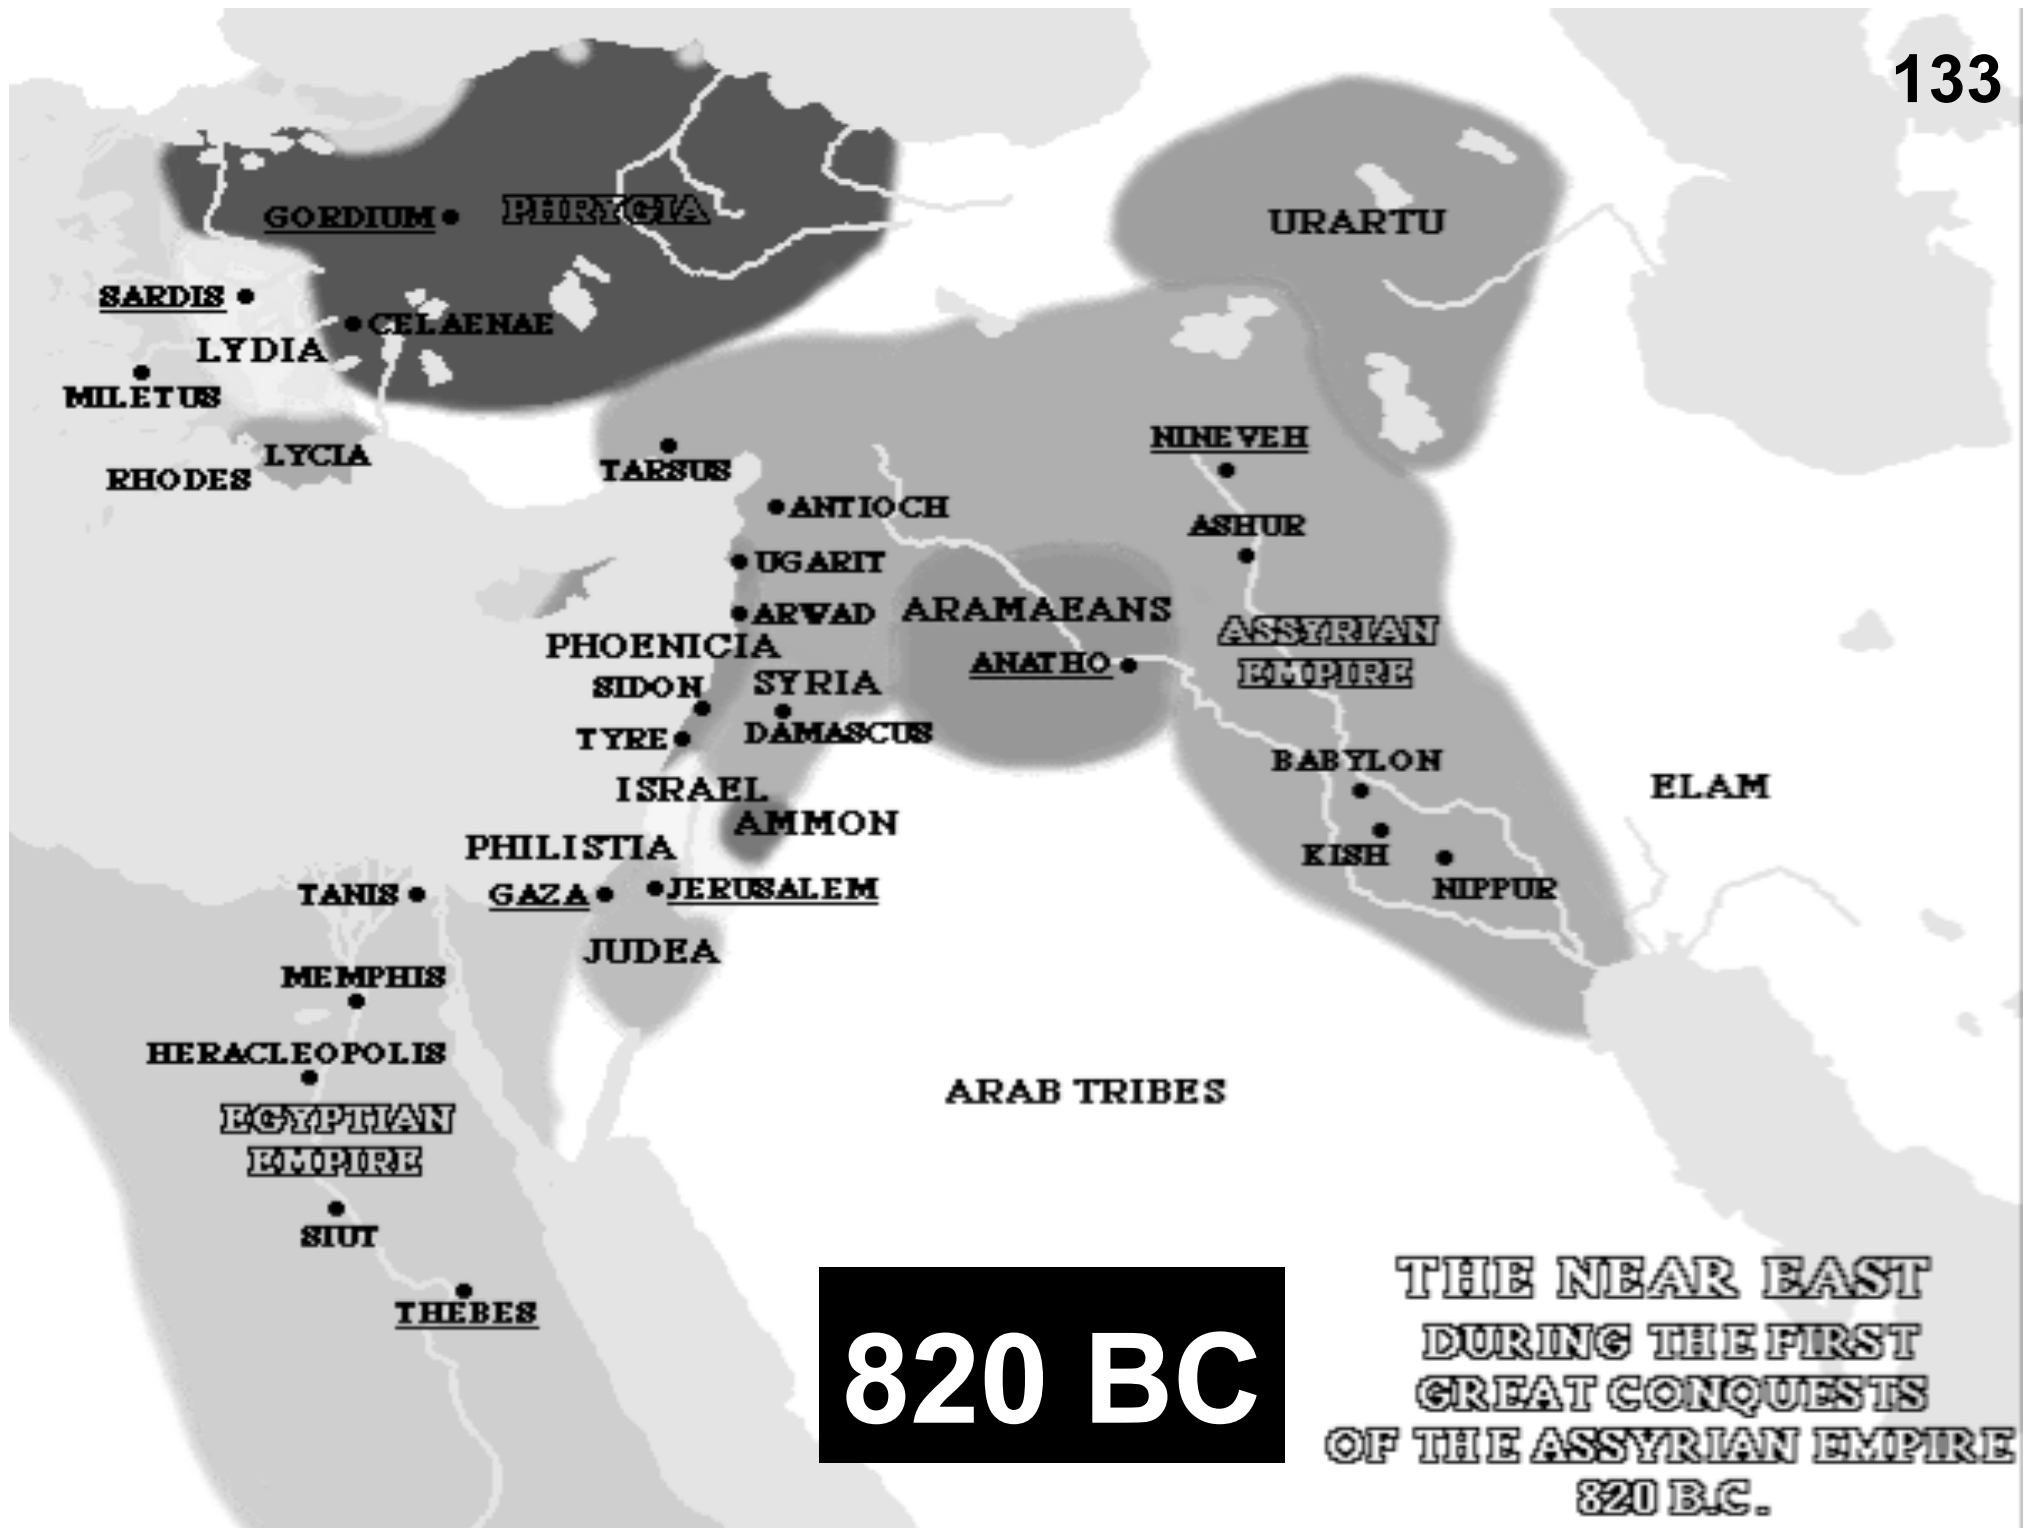 133
GORDIUM
PHRYGIA
URARTU
SARDIS
CELAENAE
LYDIA
MILETUS
LYCIA
RHODES
TARSUS
NINEVEH
ANTIOCH
ASHUR
UGARIT
ARWAD
ARAMAEANS
PHOENICIA
ASSYRIAN
EMPIRE
ANATHO
SIDON
SYRIA
TYRE
DAMASCUS
BABYLON
ISRAEL
ELAM
AMMON
PHILISTIA
KISH
TANIS
GAZA
JERUSALEM
NIPPUR
JUDEA
MEMPHIS
HERACLEOPOLIS
ARAB TRIBES
EGYPTIAN
EMPIRE
SIUT
THEBES
820 BC
THE NEAR EAST
DURING THE FIRST
GREAT CONQUESTS
OF THE ASSYRIAN EMPIRE
820 B.C.